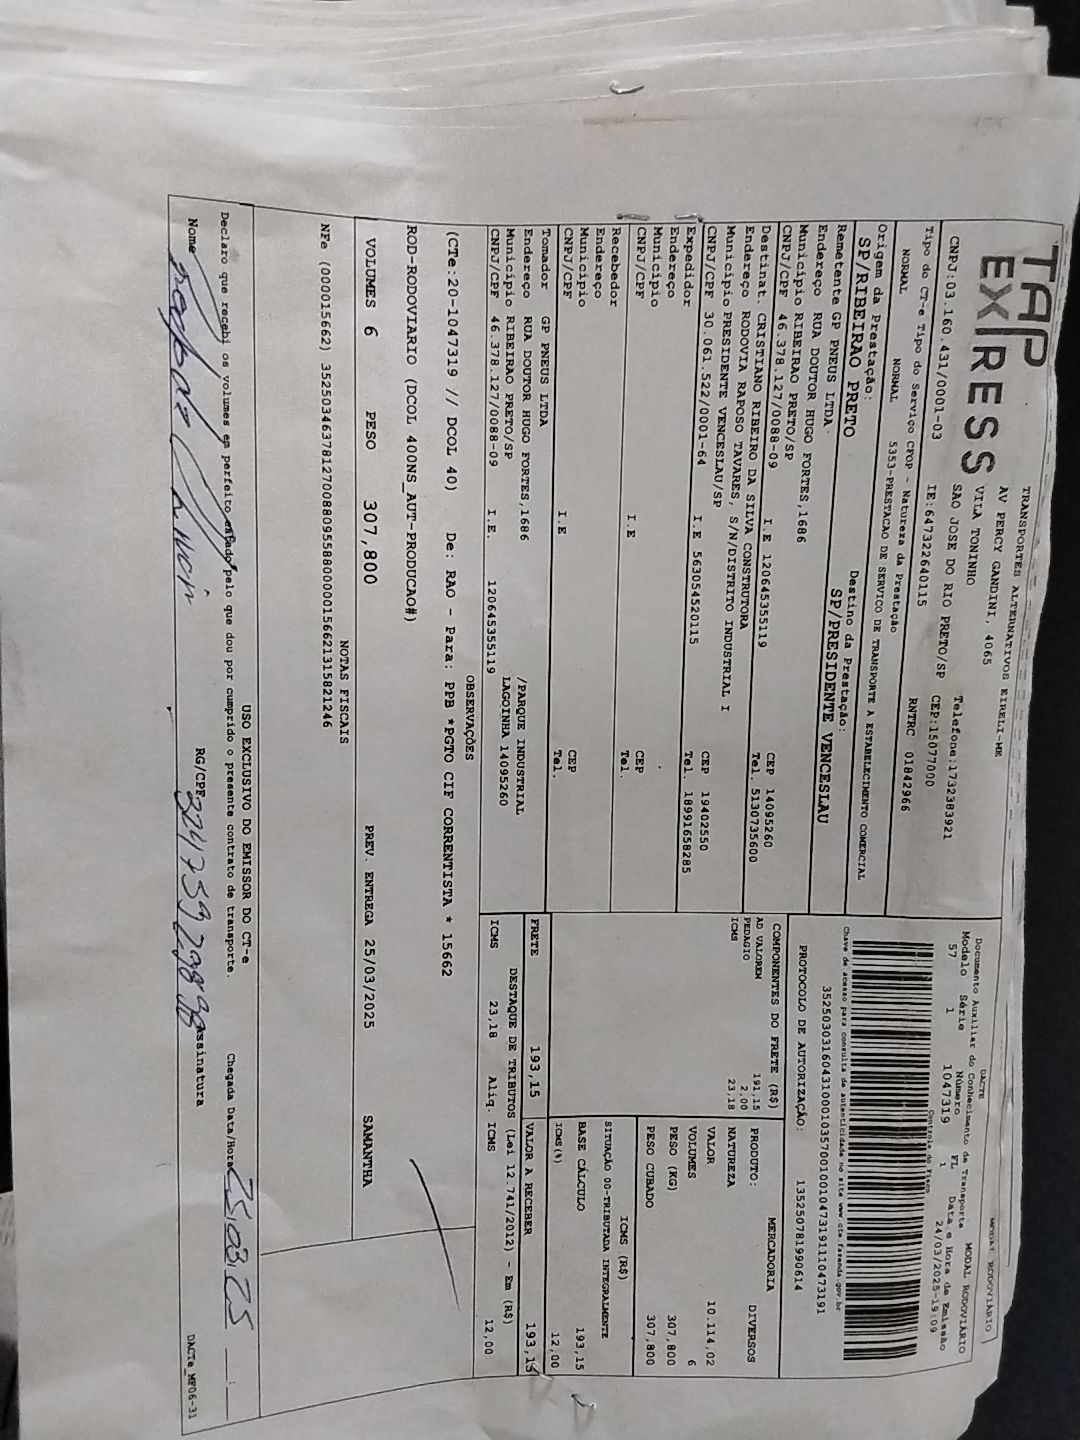 TAP
EXPRESS
TRANSPORTES ALTERNATIVOS EIRELI-ME
AV PERCY GANDINI, 4065
VILA TONINHO
SAO JOSE DO RIO PRETO/SP
CEP:15077000
Telefone:1732383921
CNPJ:03.160.431/0001-03
IE:647322640115
RNTRC 01842966
Tipo do CT-e Tipo do Serviço CFOP - Natureza da Prestação
NORMAL NORMAL 5353-PRESTACAO DE SERVICO DE TRANSPORTE A ESTABELECIMENTO COMERCIAL
Origem da Prestação: Destino da Prestação:
SP/RIBEIRAO PRETO SP/PRESIDENTE VENCESLAU
Remetente GP PNEUS LTDA
Endereço RUA DOUTOR HUGO FORTES,1686
Município RIBEIRAO PRETO/SP CEP 14095260
CNPJ/CPF 46.378.127/0088-09 I.E 120645355119 Tel. 5130735600
Destinat. CRISTIANO RIBEIRO DA SILVA CONSTRUTORA
Endereço RODOVIA RAPOSO TAVARES, S/N/DISTRITO INDUSTRIAL I
Município PRESIDENTE VENCESLAU/SP CEP 19402550
CNPJ/CPF 30.061.522/0001-64 I.E 563054520115 Tel. 18991658285
Expedidor
Endereço
Município CEP
CNPJ/CPF I.E Tel.
Recebedor
Endereço
Município CEP
CNPJ/CPF I.E Tel.
Tomador GP PNEUS LTDA
Endereço RUA DOUTOR HUGO FORTES,1686 /PARQUE INDUSTRIAL
Município RIBEIRAO PRETO/SP LAGOINHA 14095260
CNPJ/CPF 46.378.127/0088-09 I.E. 120645355119
DACTE
Documento Auxiliar do Conhecimento de Transporte
MODAL RODOVIÁRIO
MODAL RODOVIÁRIO
Modelo Série Número FL Data e Hora de Emissão
57 1 1047319 1 24/03/2025-19:09
Controle do Fisco
Chave de acesso para consulta de autenticidade no site www.cte.fazenda.gov.br
PROTOCOLO DE AUTORIZAÇÃO: 135250781990614
COMPONENTES DO FRETE (R$)
AD VALOREM 191,15
PEDAGIO 2,00
ICMS 23,18
MERCADORIA
PRODUTO: DIVERSOS
NATUREZA
VALOR 10.114,02
VOLUMES 6
PESO (KG) 307,800
PESO CUBADO 307,800
ICMS (R$)
SITUAÇÃO 00-TRIBUTADA INTEGRALMENTE
BASE CÁLCULO 193,15
ICMS(%) 12,00
FRETE 193,15 VALOR A RECEBER 193,15
DESTAQUE DE TRIBUTOS (Lei 12.741/2012) - Em (R$)
ICMS 23,18 Aliq. ICMS 12,00
OBSERVAÇÕES
(CTe:20-1047319 // DCOL 40) De: RAO - Para: PPB *PGTO CIF CORRENTISTA * 15662
ROD-RODOVIARIO (DCOL 400NS_AUT-PRODUCAO#)
VOLUMES 6 PESO 307,800 PREV. ENTREGA 25/03/2025 SAMANTHA
NOTAS FISCAIS
NFe (000015662)
USO EXCLUSIVO DO EMISSOR DO CT-e
Declaro que recebi os volumes em perfeito estado pelo que dou por cumprido o presente contrato de transporte.
Chegada Data/Hora 25 03 25
Nome RG/CPF Assinatura
DACTe_MP06-31